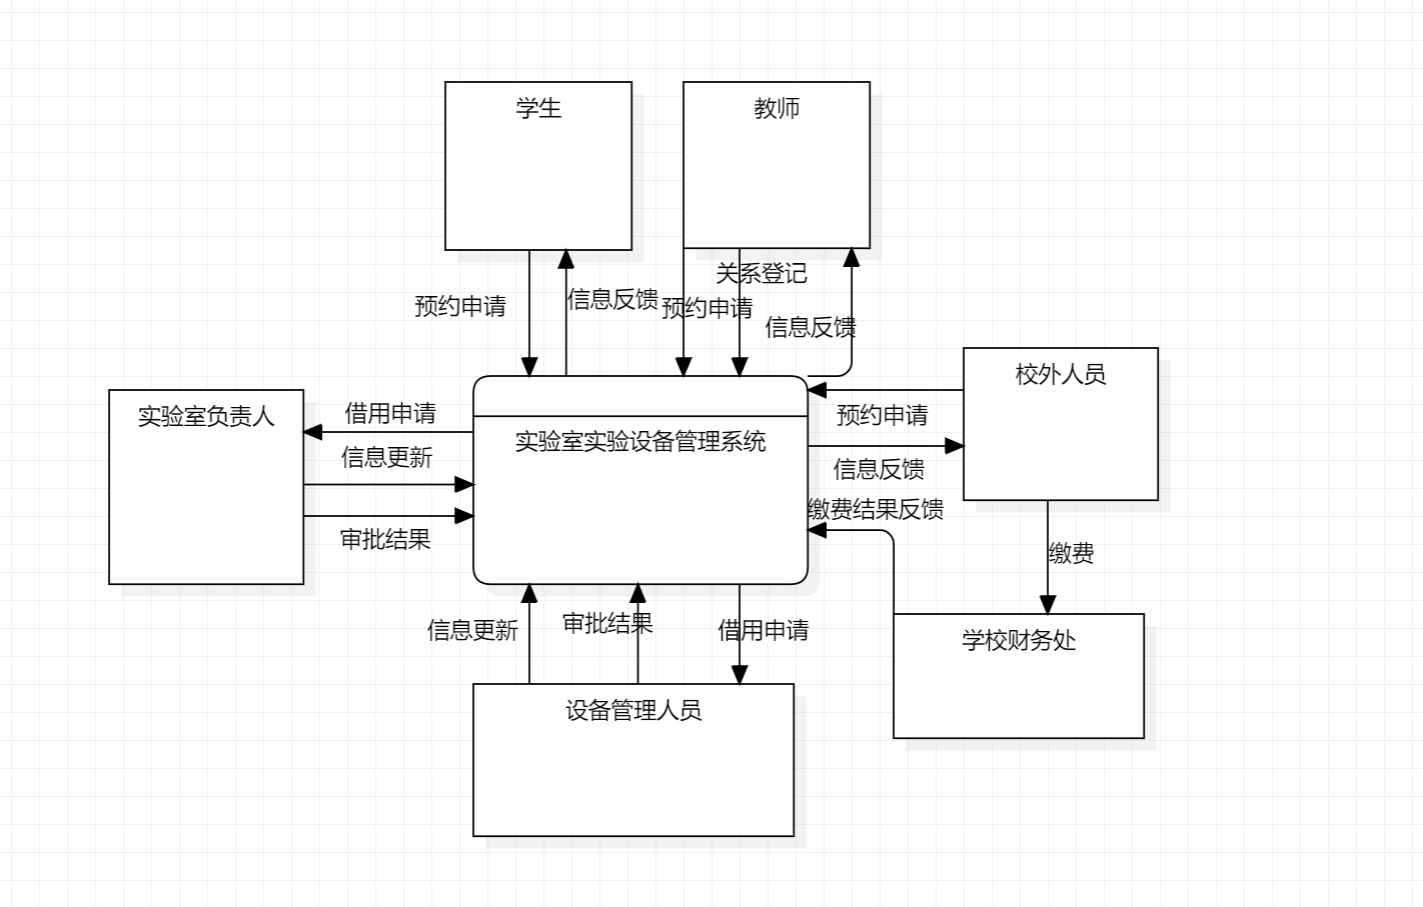 学生
教师
关系登记
预约申请
信息反馈
预约申请
信息反馈
校外人员
实验室负责人
借用申请
预约申请
实验室实验设备管理系统
信息更新
信息反馈
缴费结果反馈
审批结果
缴费
信息更新
审批结果
借用申请
学校财务处
设备管理人员